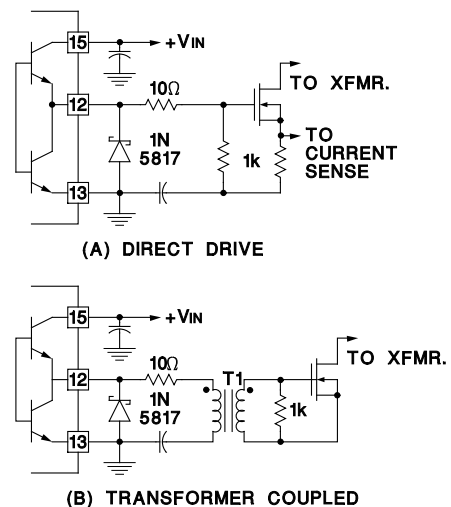 15
+VIN
TO XFMR.
10Ω
12
1N
5817
1k
TO
CURRENT
SENSE
13
(A) DIRECT DRIVE
15
+VIN
TO XFMR.
10Ω
T1
12
1N
5817
1k
13
(B) TRANSFORMER COUPLED